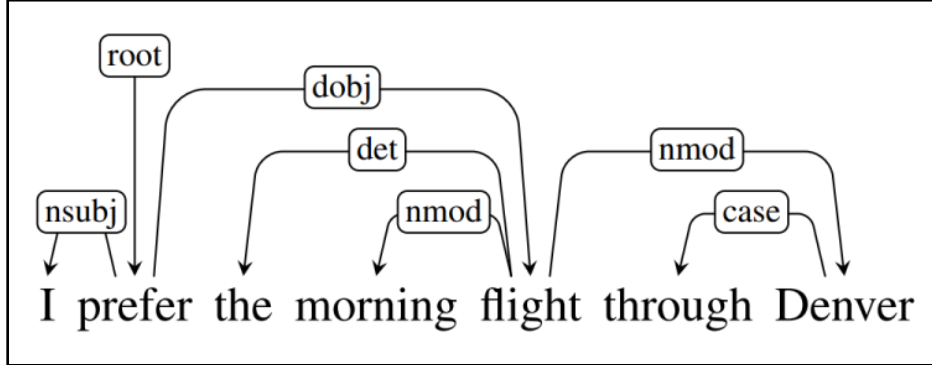 root
dobj
det nmod
nsubj nmod case
I prefer the morning flight through Denver